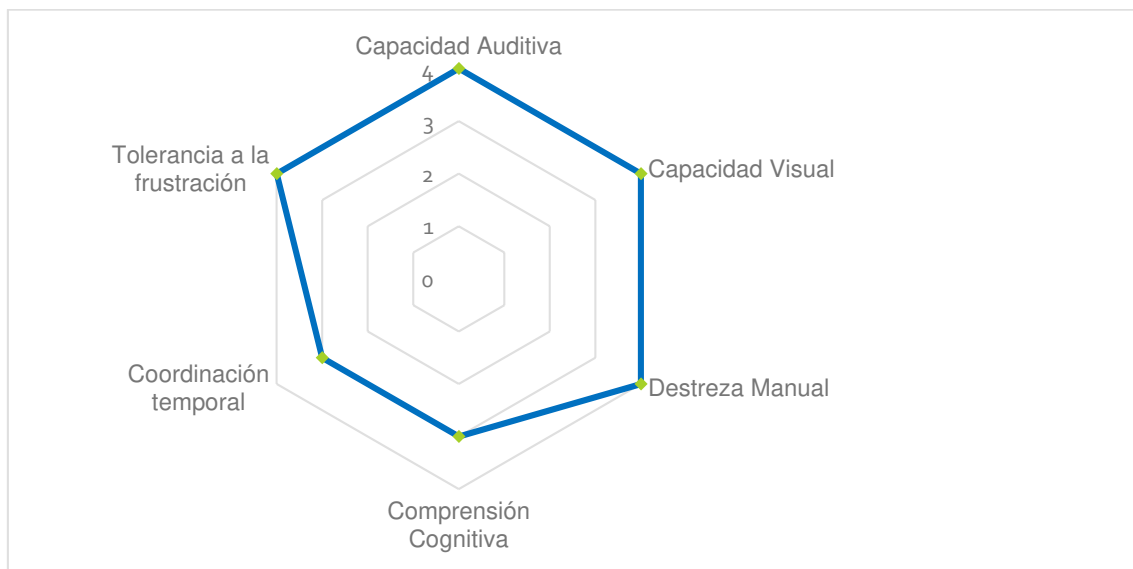 Capacidad Auditiva
4
3
2
1
0
Tolerancia a la
frustración
Capacidad Visual
Coordinación
temporal
Destreza Manual
Comprensión
Cognitiva